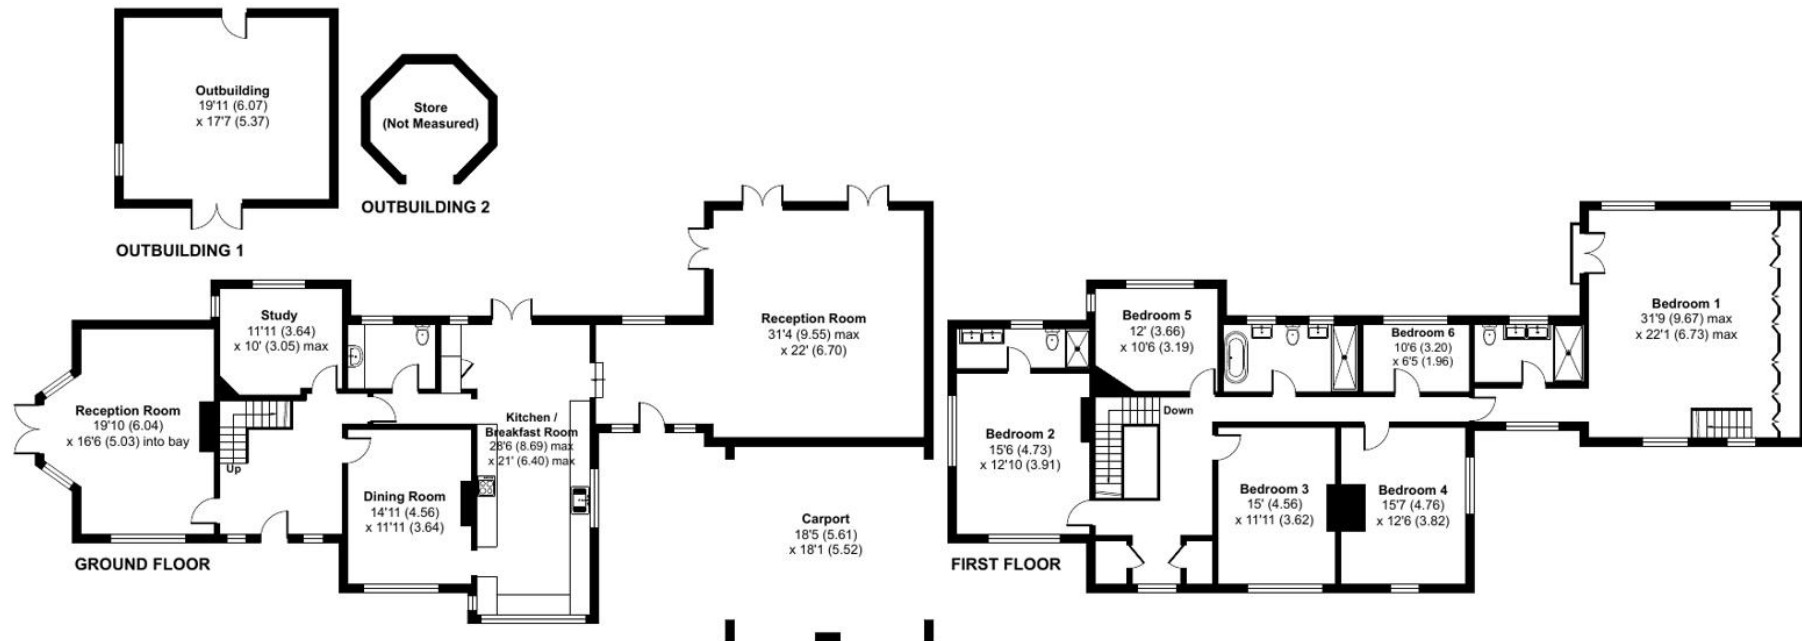 Outbuilding
19'11 (6.07)
x 17'7 (5.37)
OUTBUILDING 1
Store
(Not Measured)
OUTBUILDING 2
Study
11'11 (3.64)
x 10' (3.05) max
Reception Room
19'10 (6.04)
x 16'6 (5.03) into bay
Up
Dining Room
14'11 (4.56)
x 11'11 (3.64)
Kitchen /
Breakfast Room
28'6 (8.69) max
x 21' (6.40) max
Reception Room
31'4 (9.55) max
x 22' (6.70)
Carport
18'5 (5.61)
x 18'1 (5.52)
GROUND FLOOR
Bedroom 5
12' (3.66)
x 10'6 (3.19)
Bedroom 6
10'6 (3.20)
x 6'5 (1.96)
Bedroom 1
31'9 (9.67) max
x 22'1 (6.73) max
Down
Bedroom 2
15'6 (4.73)
x 12'10 (3.91)
Bedroom 3
15' (4.56)
x 11'11 (3.62)
Bedroom 4
15'7 (4.76)
x 12'6 (3.82)
FIRST FLOOR